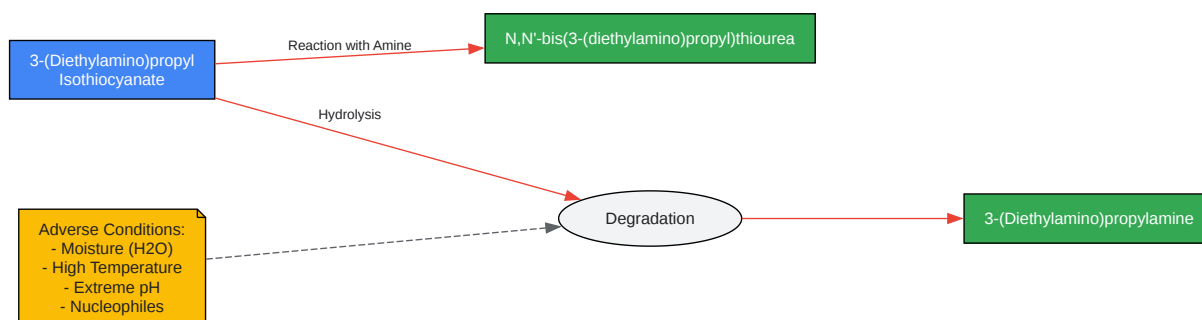 Reaction with Amine
N,N'-bis(3-(diethylamino)propyl)thiourea
3-(Diethylamino)propyl
Isothiocyanate
Hydrolysis
Degradation
3-(Diethylamino)propylamine
Adverse Conditions:
- Moisture (H2O)
- High Temperature
- Extreme pH
- Nucleophiles